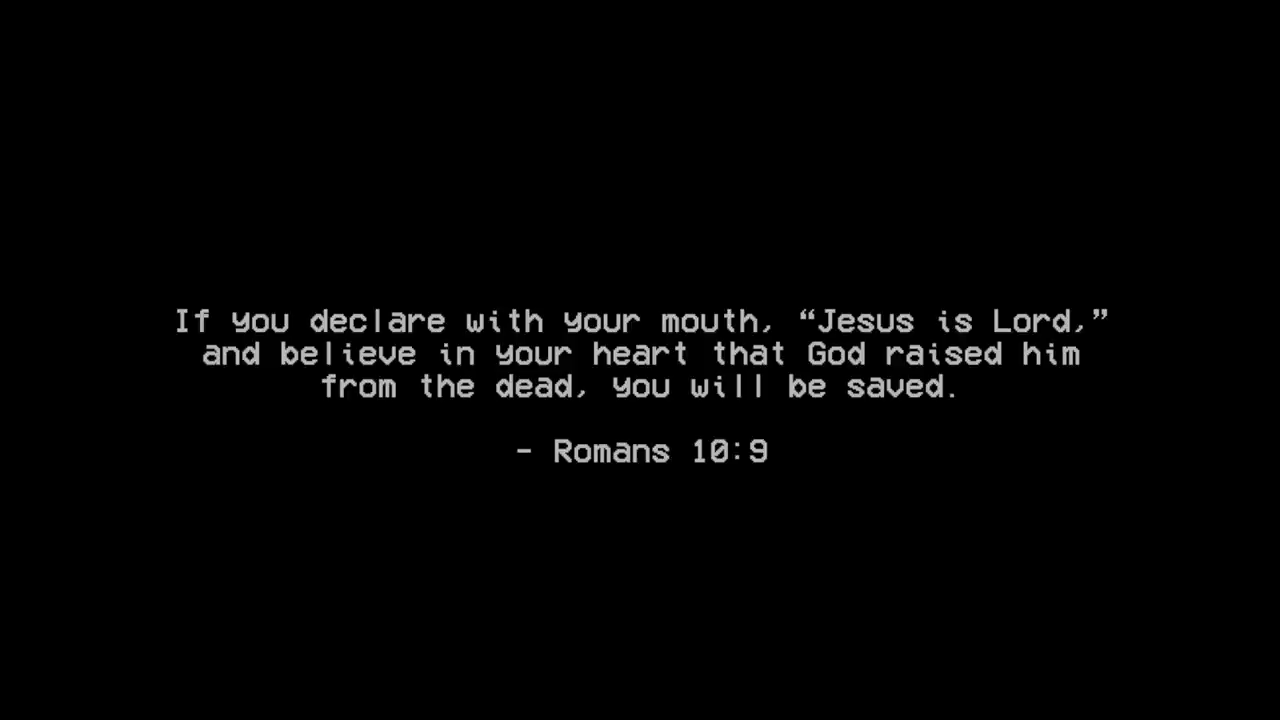 If you declare with your mouth, “Jesus is Lord,”
and believe in your heart that God raised him
from the dead, you will be saved.
- Romans 10:9